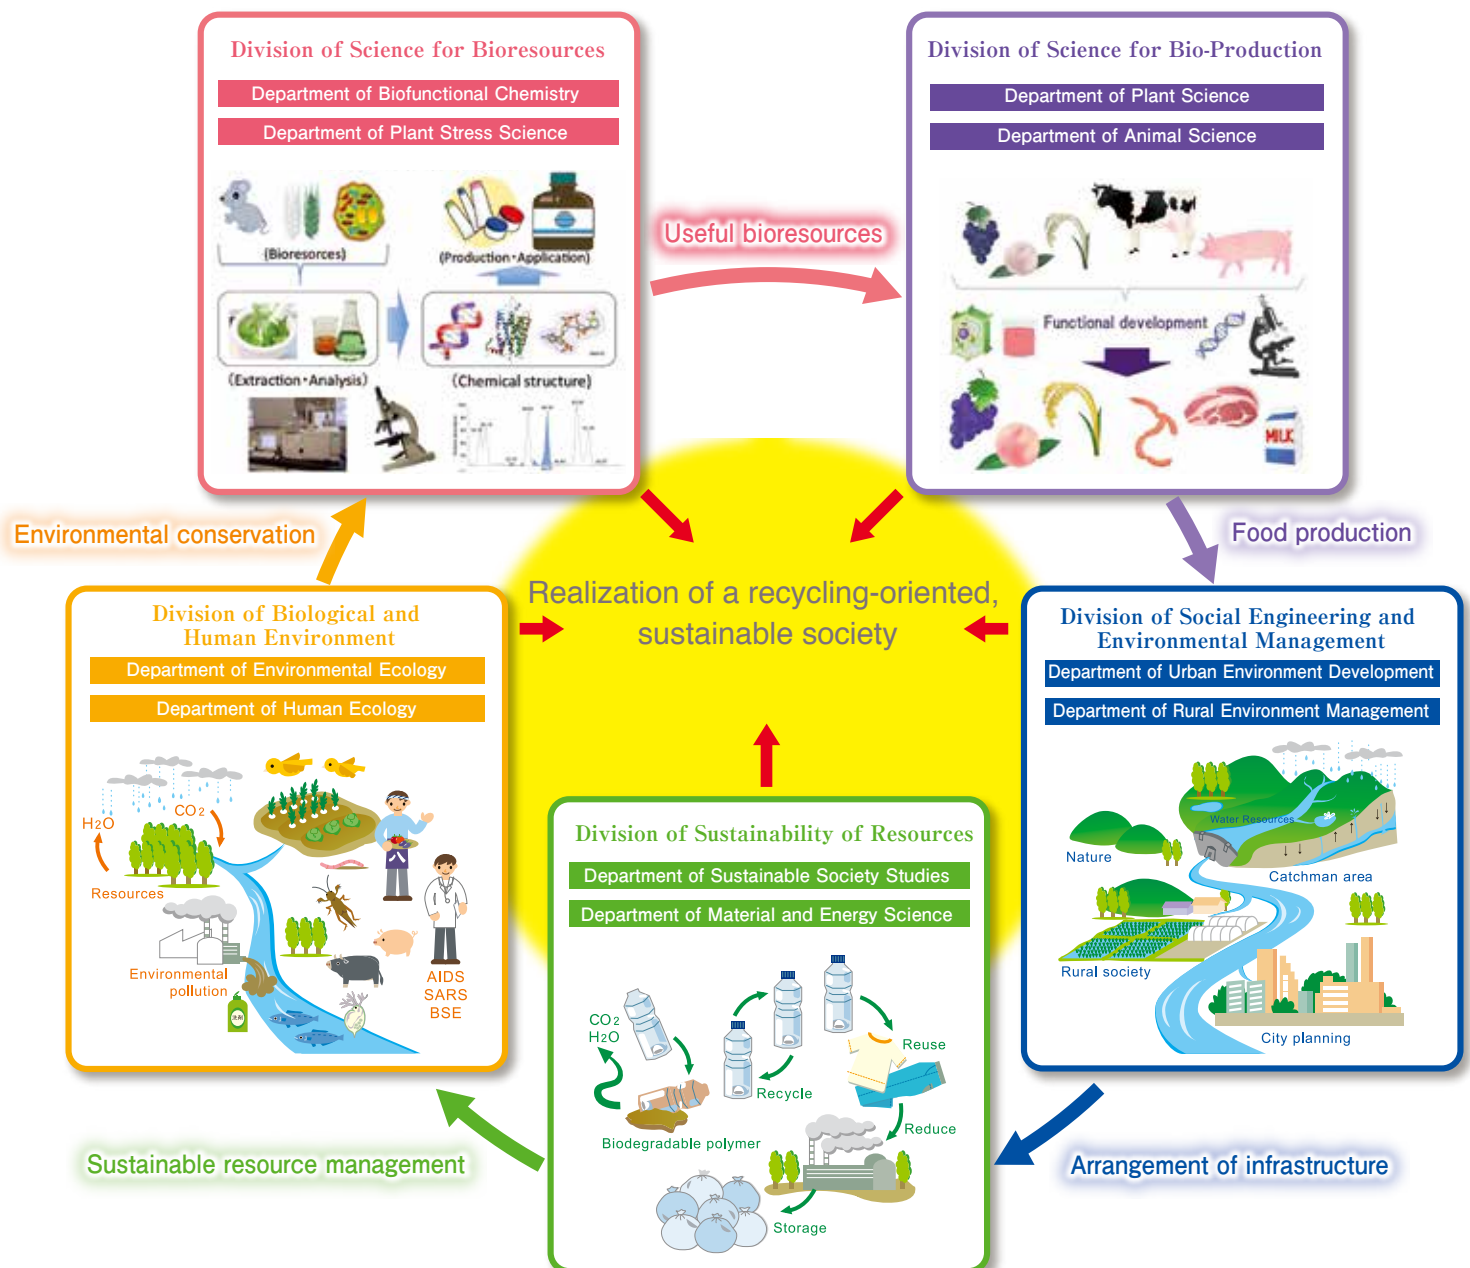 Division of Science for Bioresources
Department of Biofunctional Chemistry
Department of Plant Stress Science
(Bioresorces)
(Production・Application)
(Extraction・Analysis)
(Chemical structure)
Useful bioresources
Division of Science for Bio-Production
Department of Plant Science
Department of Animal Science
Functional development
MILK
Environmental conservation
Food production
Realization of a recycling-oriented,
sustainable society
Division of Biological and
Human Environment
Department of Environmental Ecology
Department of Human Ecology
H2O
CO2
Resources
Environmental
pollution
洗剤
AIDS
SARS
BSE
Division of Social Engineering and
Environmental Management
Department of Urban Environment Development
Department of Rural Environment Management
Water Resources
Nature
Catchman area
Rural society
City planning
Division of Sustainability of Resources
Department of Sustainable Society Studies
Department of Material and Energy Science
CO2
H2O
Reuse
Recycle
Reduce
Biodegradable polymer
Storage
Sustainable resource management
Arrangement of infrastructure